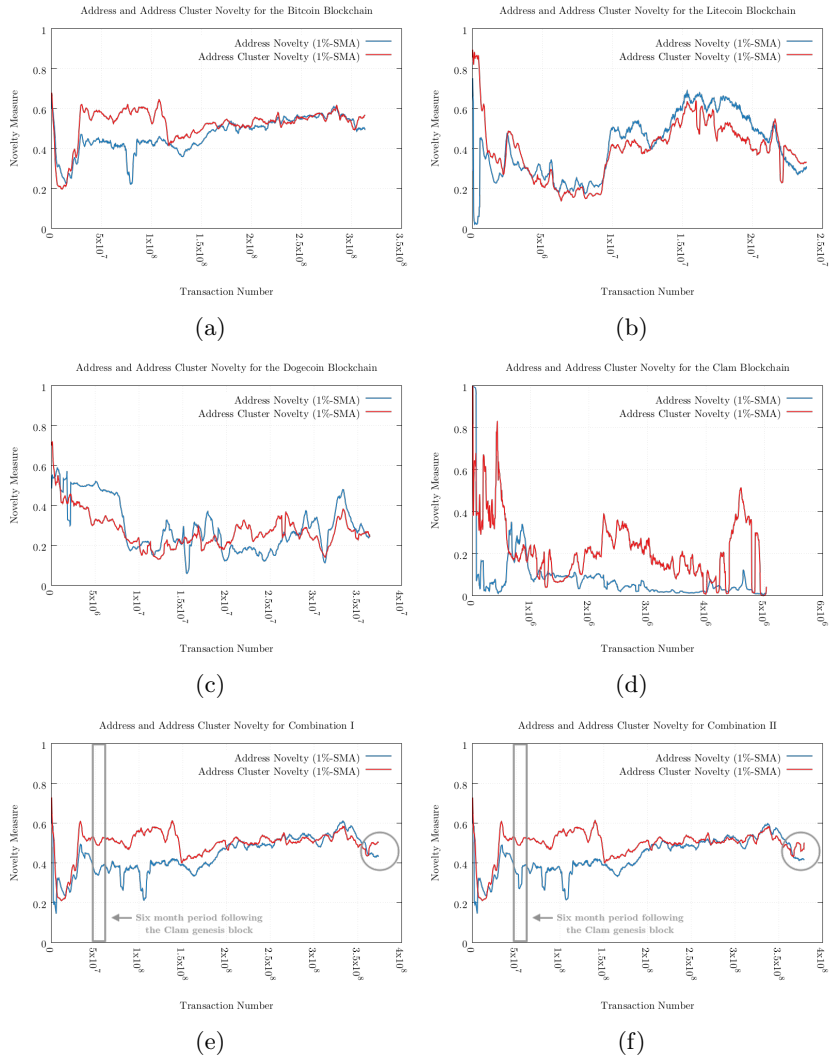 Address and Address Cluster Novelty for the Bitcoin Blockchain
Address Novelty (1%-SMA)
Address Cluster Novelty (1%-SMA)
Novelty Measure
1
0.8
0.6
0.4
0.2
0
0
5x10^7
1x10^8
1.5x10^8
2x10^8
2.5x10^8
3x10^8
3.5x10^8
Transaction Number
(a)
Address and Address Cluster Novelty for the Litecoin Blockchain
Address Novelty (1%-SMA)
Address Cluster Novelty (1%-SMA)
Novelty Measure
1
0.8
0.6
0.4
0.2
0
0
5x10^6
1x10^7
1.5x10^7
2x10^7
2.5x10^7
Transaction Number
(b)
Address and Address Cluster Novelty for the Dogecoin Blockchain
Address Novelty (1%-SMA)
Address Cluster Novelty (1%-SMA)
Novelty Measure
1
0.8
0.6
0.4
0.2
0
0
5x10^6
1x10^7
1.5x10^7
2x10^7
2.5x10^7
3x10^7
3.5x10^7
4x10^7
Transaction Number
(c)
Address and Address Cluster Novelty for the Clam Blockchain
Address Novelty (1%-SMA)
Address Cluster Novelty (1%-SMA)
Novelty Measure
1
0.8
0.6
0.4
0.2
0
0
1x10^6
2x10^6
3x10^6
4x10^6
5x10^6
6x10^6
Transaction Number
(d)
Address and Address Cluster Novelty for Combination I
Address Novelty (1%-SMA)
Address Cluster Novelty (1%-SMA)
Novelty Measure
1
0.8
0.6
0.4
0.2
0
Six month period following
the Clam genesis block
0
5x10^7
1x10^8
1.5x10^8
2x10^8
2.5x10^8
3x10^8
3.5x10^8
4x10^8
Transaction Number
(e)
Address and Address Cluster Novelty for Combination II
Address Novelty (1%-SMA)
Address Cluster Novelty (1%-SMA)
Novelty Measure
1
0.8
0.6
0.4
0.2
0
Six month period following
the Clam genesis block
0
5x10^7
1x10^8
1.5x10^8
2x10^8
2.5x10^8
3x10^8
3.5x10^8
4x10^8
Transaction Number
(f)